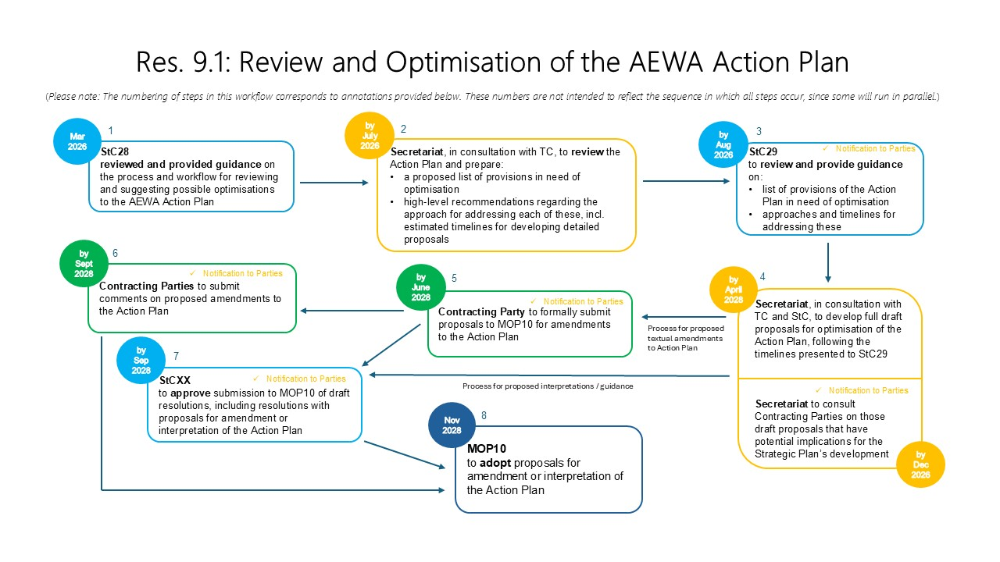 Res. 9.1: Review and Optimisation of the AEWA Action Plan
(Please note: The numbering of steps in this workflow corresponds to annotations provided below. These numbers are not intended to reflect the sequence in which all steps occur, since some will run in parallel.)
Mar
2026
1
StC28
reviewed and provided guidance on
the process and workflow for reviewing
and suggesting possible optimisations
to the AEWA Action Plan
by
July
2026
2
Secretariat, in consultation with TC, to review the
Action Plan and prepare:
• a proposed list of provisions in need of
optimisation
• high-level recommendations regarding the
approach for addressing each of these, incl.
estimated timelines for developing detailed
proposals
by
Aug
2026
3
✓ Notification to Parties
StC29
to review and provide guidance
on:
• list of provisions of the Action
Plan in need of optimisation
• approaches and timelines for
addressing these
by
April
2028
4
Secretariat, in consultation with
TC and StC, to develop full draft
proposals for optimisation of the
Action Plan, following the
timelines presented to StC29
✓ Notification to Parties
Secretariat to consult
Contracting Parties on those
draft proposals that have
potential implications for the
Strategic Plan's development
by
Dec
2026
Process for proposed
textual amendments
to Action Plan
by
June
2028
5
✓ Notification to Parties
Contracting Party to formally submit
proposals to MOP10 for amendments
to the Action Plan
by
Sept
2028
6
✓ Notification to Parties
Contracting Parties to submit
comments on proposed amendments to
the Action Plan
Process for proposed interpretations / guidance
by
Sep
2028
7
StCXX
✓ Notification to Parties
to approve submission to MOP10 of draft
resolutions, including resolutions with
proposals for amendment or
interpretation of the Action Plan
Nov
2028
8
MOP10
to adopt proposals for
amendment or interpretation of
the Action Plan